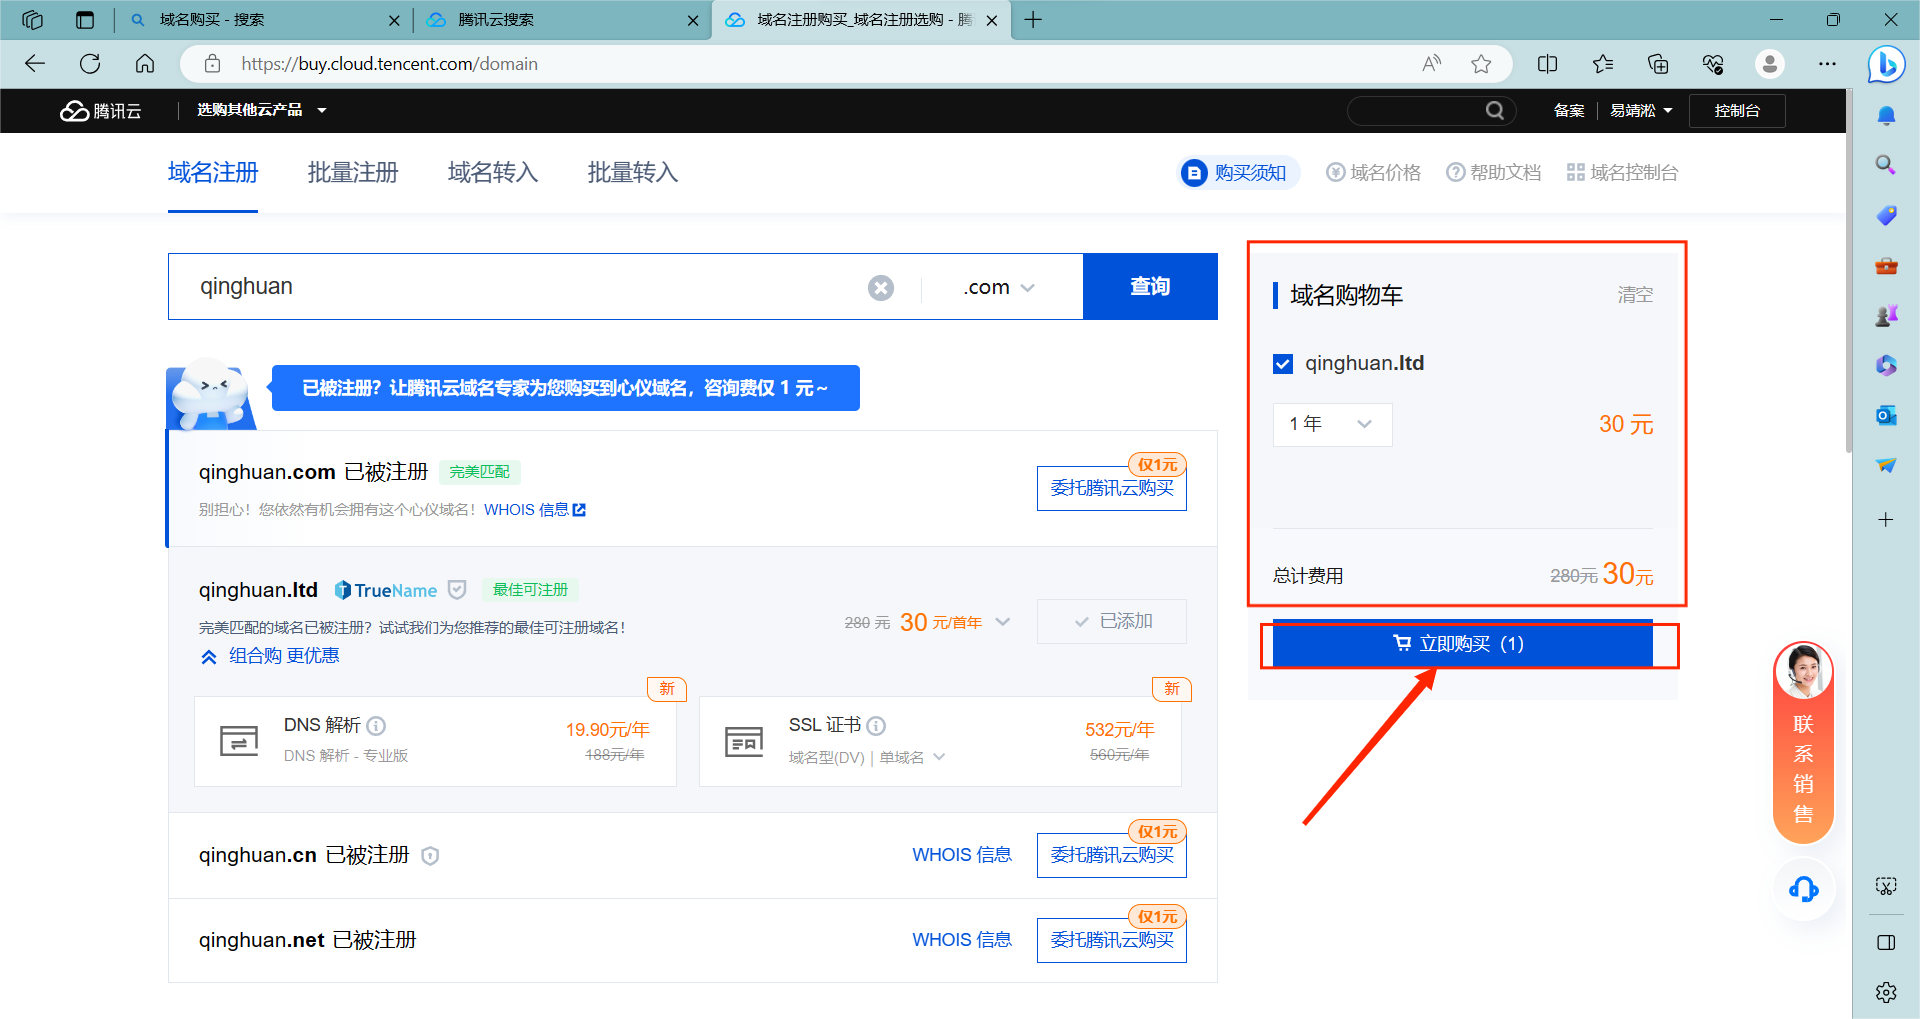 域名购买 - 搜索
腾讯云搜索
域名注册购买_域名注册选购 - 腾
https://buy.cloud.tencent.com/domain
腾讯云
选购其他云产品
备案
易靖淞
控制台
域名注册
批量注册
域名转入
批量转入
购买须知
域名价格
帮助文档
域名控制台
qinghuan
.com
查询
已被注册？让腾讯云域名专家为您购买到心仪域名，咨询费仅 1 元～
qinghuan.com 已被注册
完美匹配
仅1元
委托腾讯云购买
别担心！您依然有机会拥有这个心仪域名！ WHOIS 信息
qinghuan.ltd
TrueName
最佳可注册
完美匹配的域名已被注册？试试我们为您推荐的最佳可注册域名！
280 元 30 元/首年
已添加
组合购 更优惠
新
DNS 解析
19.90元/年
DNS 解析 - 专业版
188元/年
新
SSL 证书
532元/年
域名型(DV) | 单域名
560元/年
qinghuan.cn 已被注册
WHOIS 信息
仅1元
委托腾讯云购买
qinghuan.net 已被注册
WHOIS 信息
仅1元
委托腾讯云购买
域名购物车
清空
qinghuan.ltd
1 年
30 元
总计费用
280元 30元
立即购买（1）
联系销售